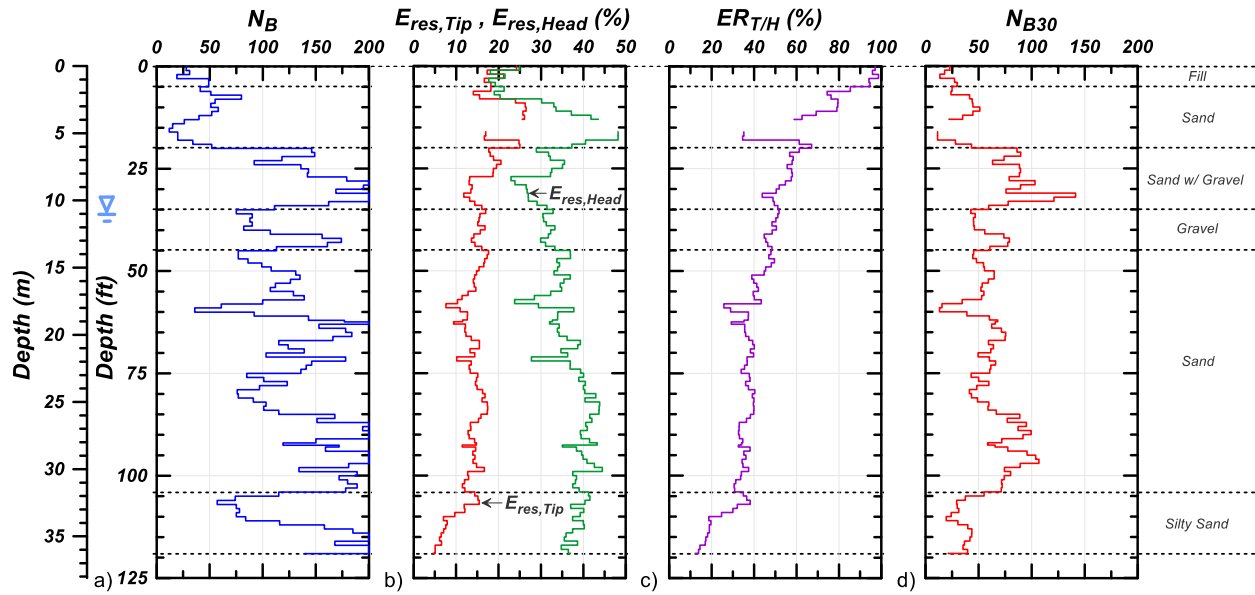 N_B
E_res,Tip , E_res,Head (%)
ER_T/H (%)
N_B30
0 50 100 150 200
0 10 20 30 40 50
0 20 40 60 80 100
0 50 100 150 200
0
5
10
15
20
25
30
35
Depth (m)
0
25
50
75
100
125
Depth (ft)
E_res,Head
E_res,Tip
Fill
Sand
Sand w/ Gravel
Gravel
Sand
Silty Sand
a)
b)
c)
d)